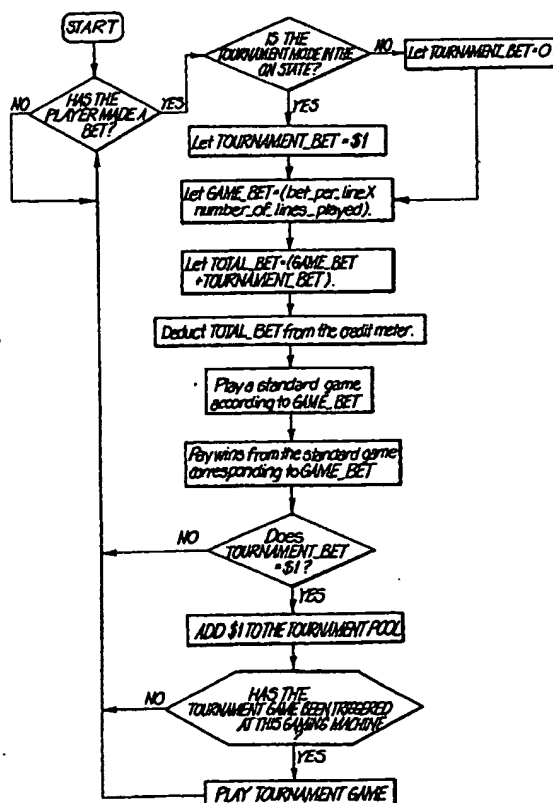 START
IS THE
TOURNAMENT MODE IN THE
ON STATE?
NO
Let TOURNAMENT_BET=0
HAS THE
PLAYER MADE A
BET?
NO
YES
YES
Let TOURNAMENT_BET = $1
Let GAME_BET=(bet_per_line X
number_of_lines_played).
Let TOTAL_BET=(GAME_BET
+TOURNAMENT_BET).
Deduct TOTAL_BET from the credit meter.
Play a standard game
according to GAME_BET
Pay wins from the standard game
corresponding to GAME_BET
Does
TOURNAMENT_BET
=$1?
NO
YES
ADD $1 TO THE TOURNAMENT POOL
HAS THE
TOURNAMENT GAME BEEN TRIGGERED
AT THIS GAMING MACHINE
?
NO
YES
PLAY TOURNAMENT GAME